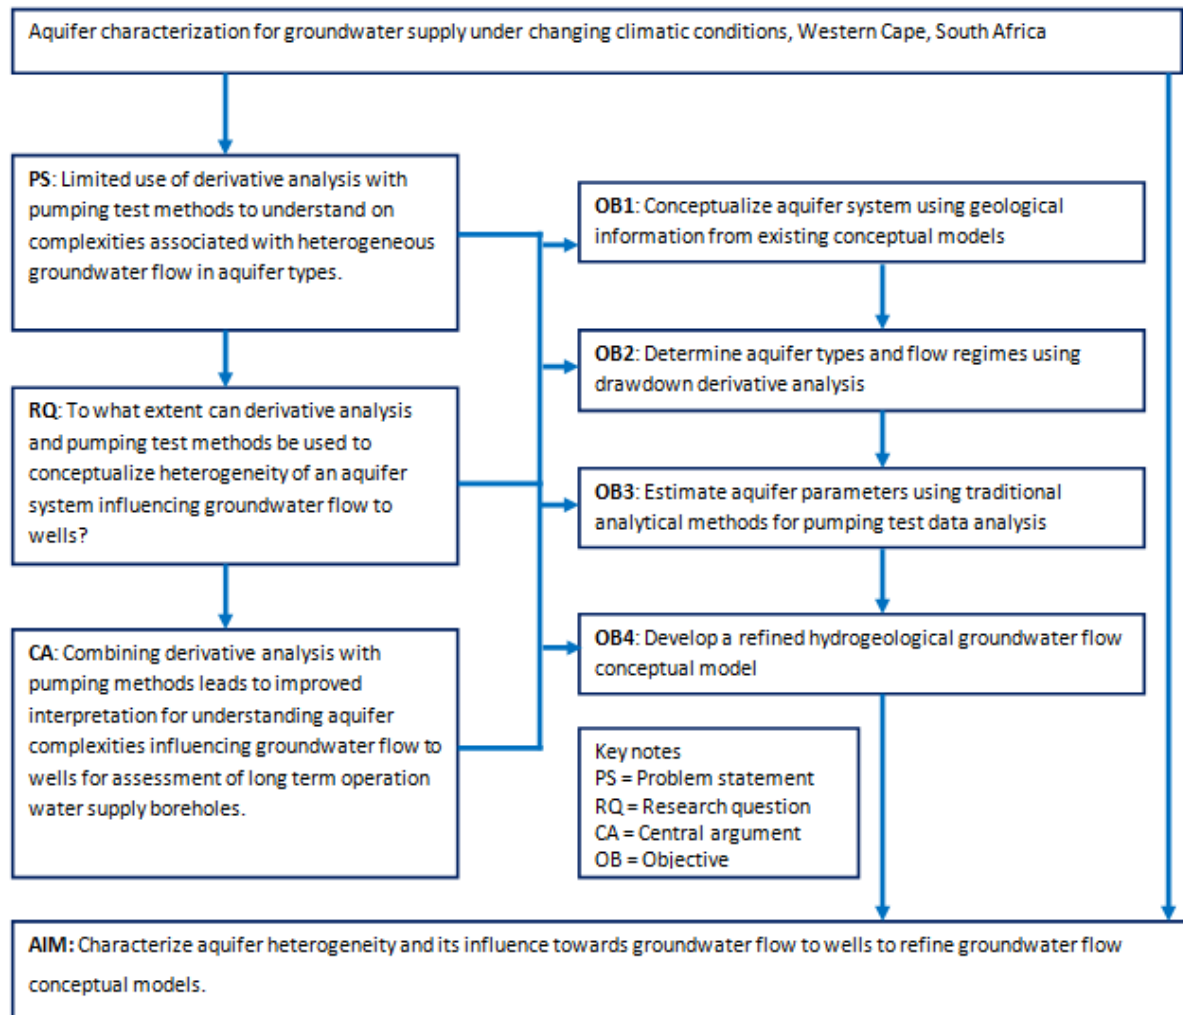 Aquifer characterization for groundwater supply under changing climatic conditions, Western Cape, South Africa
PS: Limited use of derivative analysis with
pumping test methods to understand on
complexities associated with heterogeneous
groundwater flow in aquifer types.
RQ: To what extent can derivative analysis
and pumping test methods be used to
conceptualize heterogeneity of an aquifer
system influencing groundwater flow to
wells?
CA: Combining derivative analysis with
pumping methods leads to improved
interpretation for understanding aquifer
complexities influencing groundwater flow to
wells for assessment of long term operation
water supply boreholes.
OB1: Conceptualize aquifer system using geological
information from existing conceptual models
OB2: Determine aquifer types and flow regimes using
drawdown derivative analysis
OB3: Estimate aquifer parameters using traditional
analytical methods for pumping test data analysis
OB4: Develop a refined hydrogeological groundwater flow
conceptual model
Key notes
PS = Problem statement
RQ = Research question
CA = Central argument
OB = Objective
AIM: Characterize aquifer heterogeneity and its influence towards groundwater flow to wells to refine groundwater flow
conceptual models.